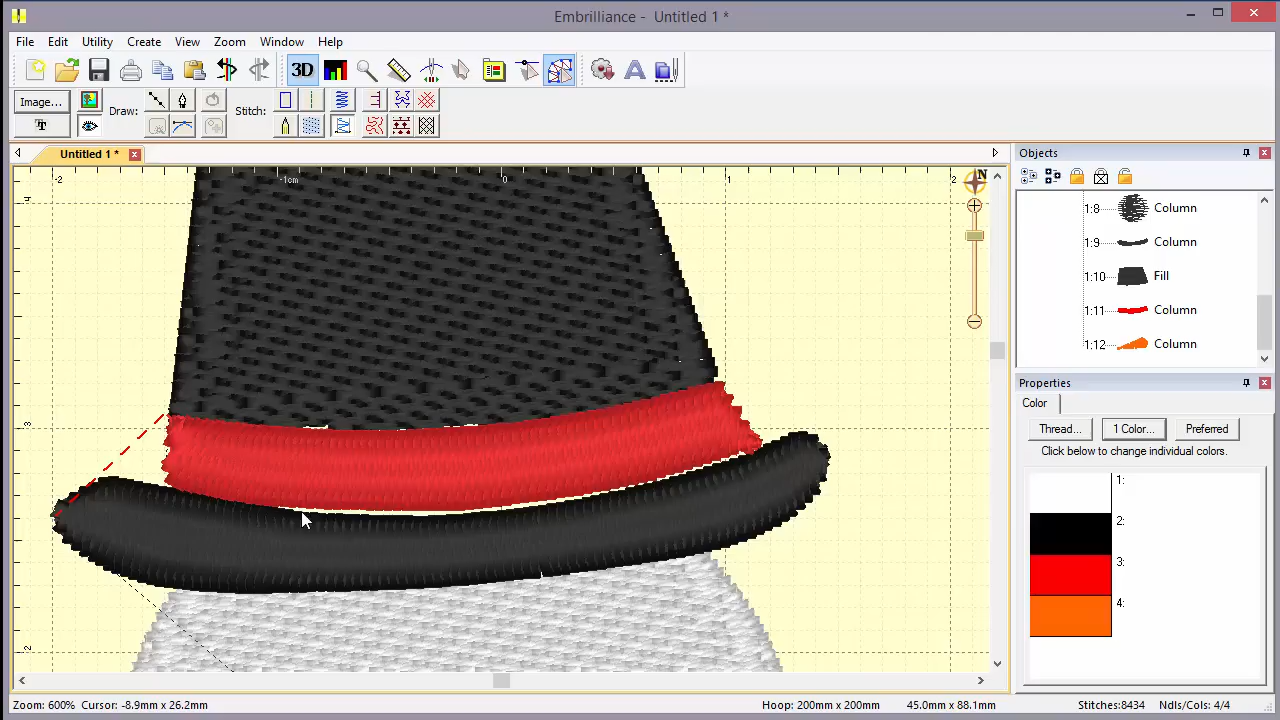 Embrilliance - Untitled 1 *
File Edit Utility Create View Zoom Window Help
3D
Image... Draw: Stitch:
Untitled 1 *
Objects
-2 -1cm 0 1 2
N
4
3
2
1:8 Column
1:9 Column
1:10 Fill
1:11 Column
1:12 Column
Properties
Color
Thread... 1 Color... Preferred
Click below to change individual colors.
1:
2:
3:
4:
Zoom: 600% Cursor: -8.9mm x 26.2mm Hoop: 200mm x 200mm 45.0mm x 88.1mm Stitches:8434 Ndls/Cols: 4/4